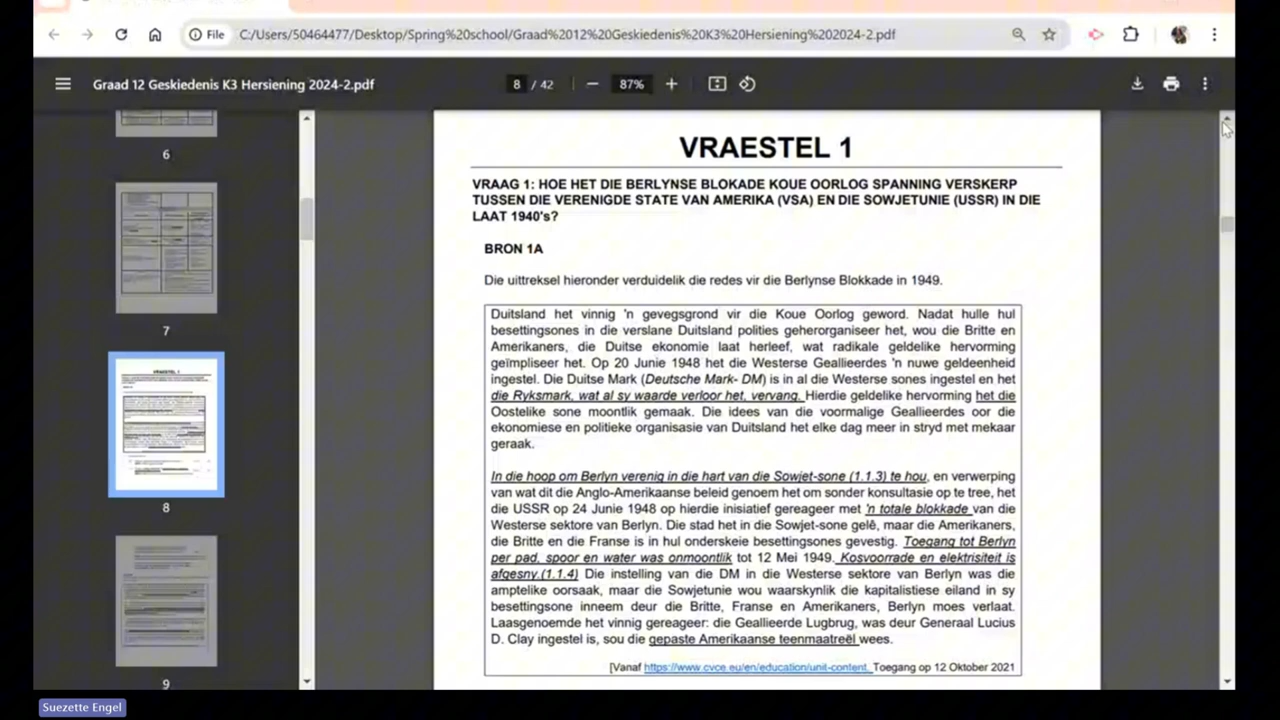 File
C:/Users/50464477/Desktop/Spring%20school/Graad%2012%20Geskiedenis%20K3%20Hersiening%202024-2.pdf
Graad 12 Geskiedenis K3 Hersiening 2024-2.pdf
8 / 42
87%
6
7
8
9
VRAESTEL 1
VRAAG 1: HOE HET DIE BERLYNSE BLOKADE KOUE OORLOG SPANNING VERSKERP
TUSSEN DIE VERENIGDE STATE VAN AMERIKA (VSA) EN DIE SOWJETUNIE (USSR) IN DIE
LAAT 1940's?
BRON 1A
Die uittreksel hieronder verduidelik die redes vir die Berlynse Blokkade in 1949.
Duitsland het vinnig 'n gevegsgrond vir die Koue Oorlog geword. Nadat hulle hul
besettingsones in die verslane Duitsland polities geherorganiseer het, wou die Britte en
Amerikaners, die Duitse ekonomie laat herleef, wat radikale geldelike hervorming
geïmpliseer het. Op 20 Junie 1948 het die Westerse Geallieerdes 'n nuwe geldeenheid
ingestel. Die Duitse Mark (Deutsche Mark- DM) is in al die Westerse sones ingestel en het
die Ryksmark, wat al sy waarde verloor het, vervang. Hierdie geldelike hervorming het die
Oostelike sone moontlik gemaak. Die idees van die voormalige Geallieerdes oor die
ekonomiese en politieke organisasie van Duitsland het elke dag meer in stryd met mekaar
geraak.
In die hoop om Berlyn verenig in die hart van die Sowjet-sone (1.1.3) te hou, en verwerping
van wat dit die Anglo-Amerikaanse beleid genoem het om sonder konsultasie op te tree, het
die USSR op 24 Junie 1948 op hierdie inisiatief gereageer met 'n totale blokkade van die
Westerse sektore van Berlyn. Die stad het in die Sowjet-sone gelê, maar die Amerikaners,
die Britte en die Franse is in hul onderskeie besettingsones gevestig. Toegang tot Berlyn
per pad, spoor en water was onmoontlik tot 12 Mei 1949. Kosvoorrade en elektrisiteit is
afgesny.(1.1.4) Die instelling van die DM in die Westerse sektore van Berlyn was die
amptelike oorsaak, maar die Sowjetunie wou waarskynlik die kapitalistiese eiland in sy
besettingsone inneem deur die Britte, Franse en Amerikaners, Berlyn moes verlaat.
Laasgenoemde het vinnig gereageer: die Geallieerde Lugbrug, was deur Generaal Lucius
D. Clay ingestel is, sou die gepaste Amerikaanse teenmaatreël wees.
[Vanaf https://www.cvce.eu/en/education/unit-content. Toegang op 12 Oktober 2021
Suezette Engel